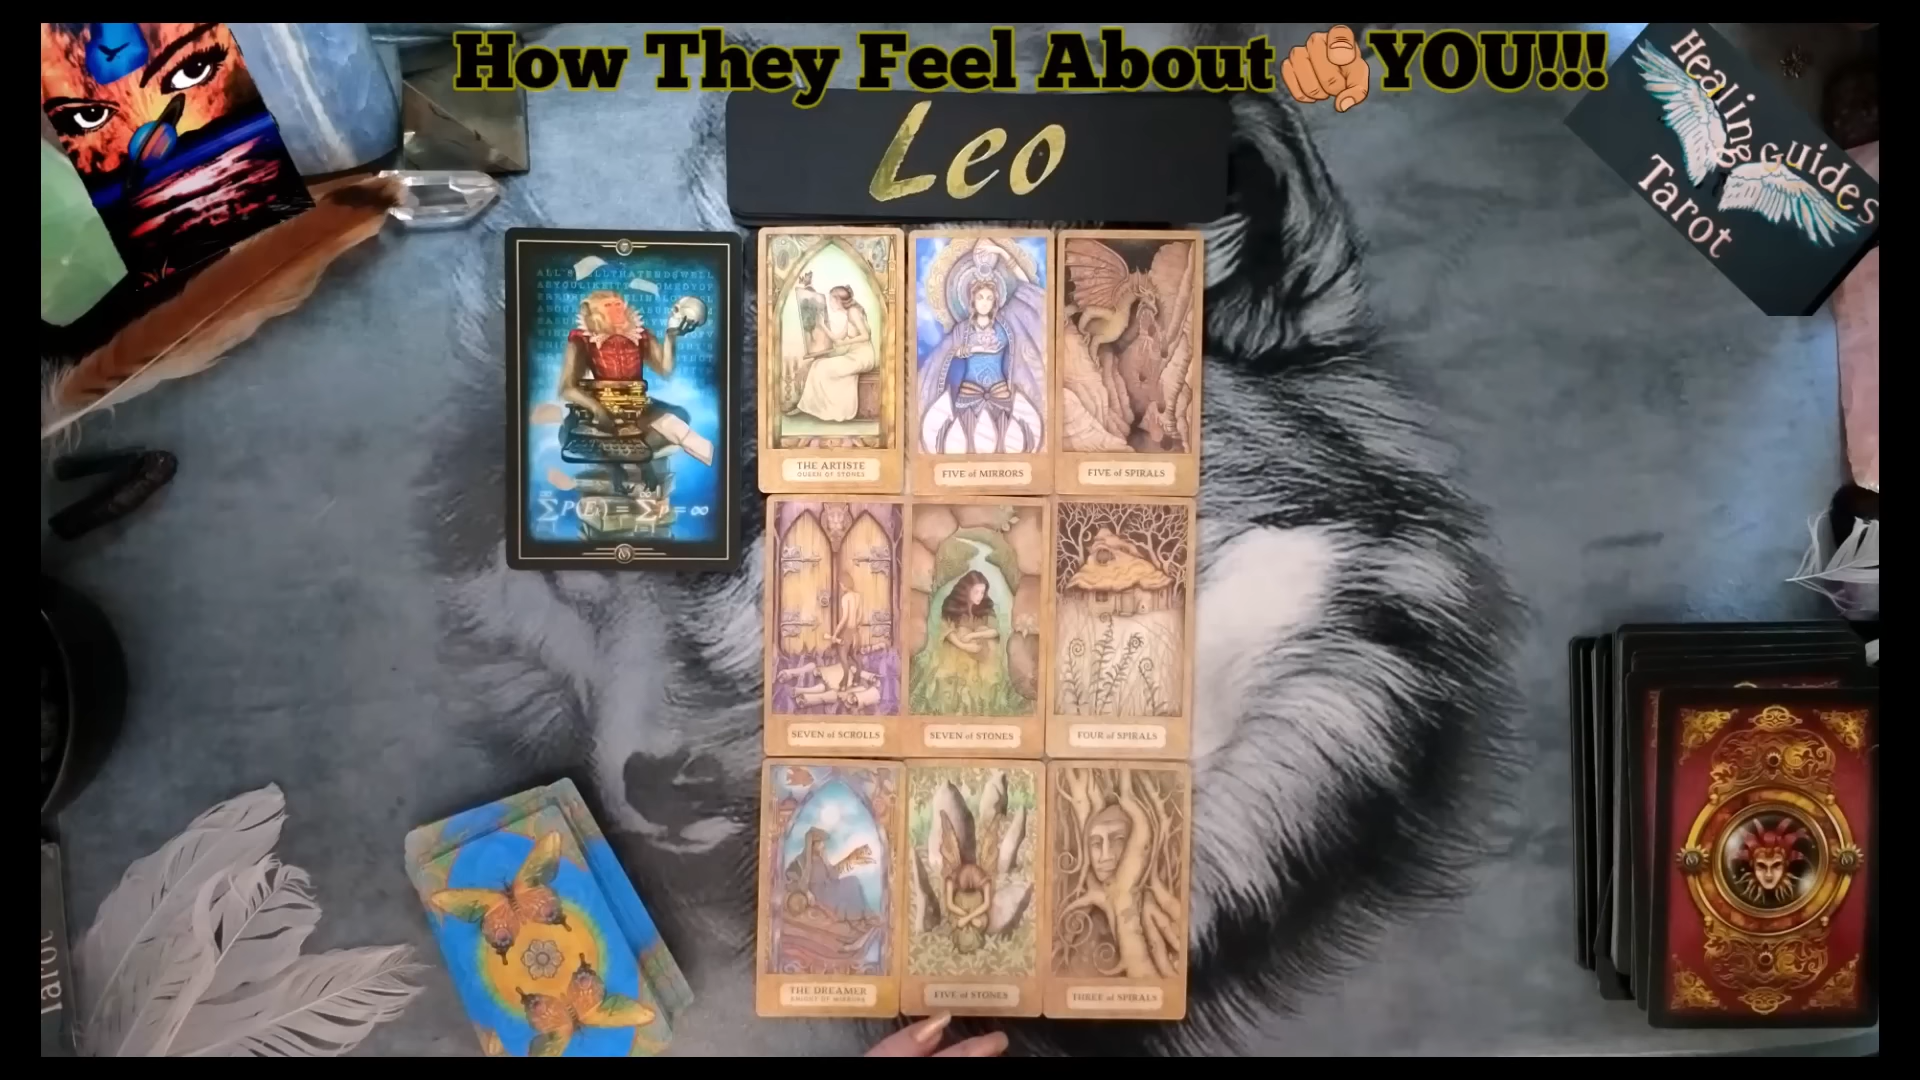 How They Feel About YOU!!!
Leo
Healing
Guides
Tarot
THE ARTISTE
QUEEN OF STONES
FIVE of MIRRORS
FIVE of SPIRALS
SEVEN of SCROLLS
SEVEN of STONES
FOUR of SPIRALS
THE DREAMER
KNIGHT OF MIRRORS
FIVE of STONES
THREE of SPIRALS
Tarot